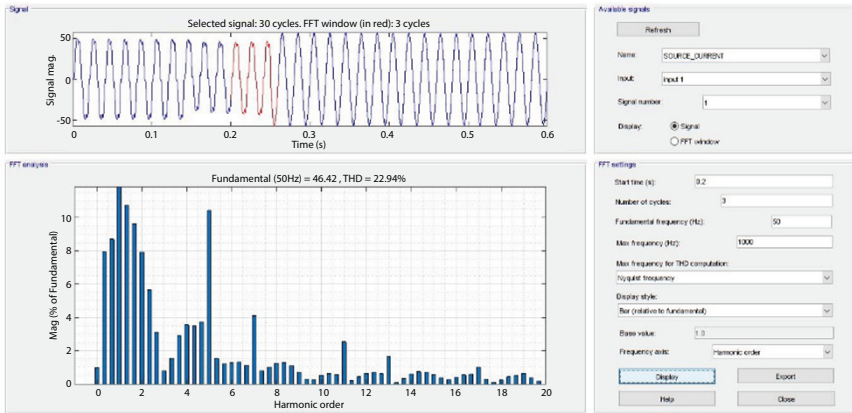 Signal
Selected signal: 30 cycles. FFT window (in red): 3 cycles
Signal mag.
50
0
-50
0 0.1 0.2 0.3 0.4 0.5 0.6
Time (s)
FFT analysis
Fundamental (50Hz) = 46.42 , THD = 22.94%
Mag (% of Fundamental)
10
8
6
4
2
0
0 2 4 6 8 10 12 14 16 18 20
Harmonic order
Available signals
Refresh
Name: SOURCE_CURRENT
Input: input 1
Signal number: 1
Display: Signal
FFT window
FFT settings
Start time (s): 0.2
Number of cycles: 3
Fundamental frequency (Hz): 50
Max frequency (Hz): 1000
Max frequency for THD computation:
Nyquist frequency
Display style:
Bar (relative to fundamental)
Base value: 1.0
Frequency axis: Harmonic order
Display Export
Help Close